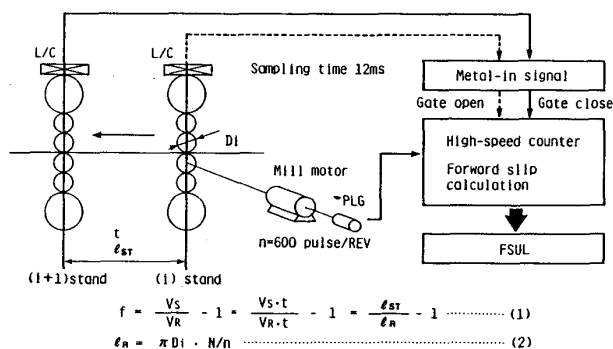 L/C
L/C
Sampling time 12ms
Metal-in signal
Gate open
Gate close
Di
High-speed counter
Forward slip
calculation
Mill motor
PLG
n=600 pulse/REV
FSUL
t
ℓST
(i+1)stand
(i) stand
f = VS/VR - 1 = VS·t/VR·t - 1 = ℓST/ℓR - 1 ·········· (1)
ℓR = πDi · N/n ·········· (2)